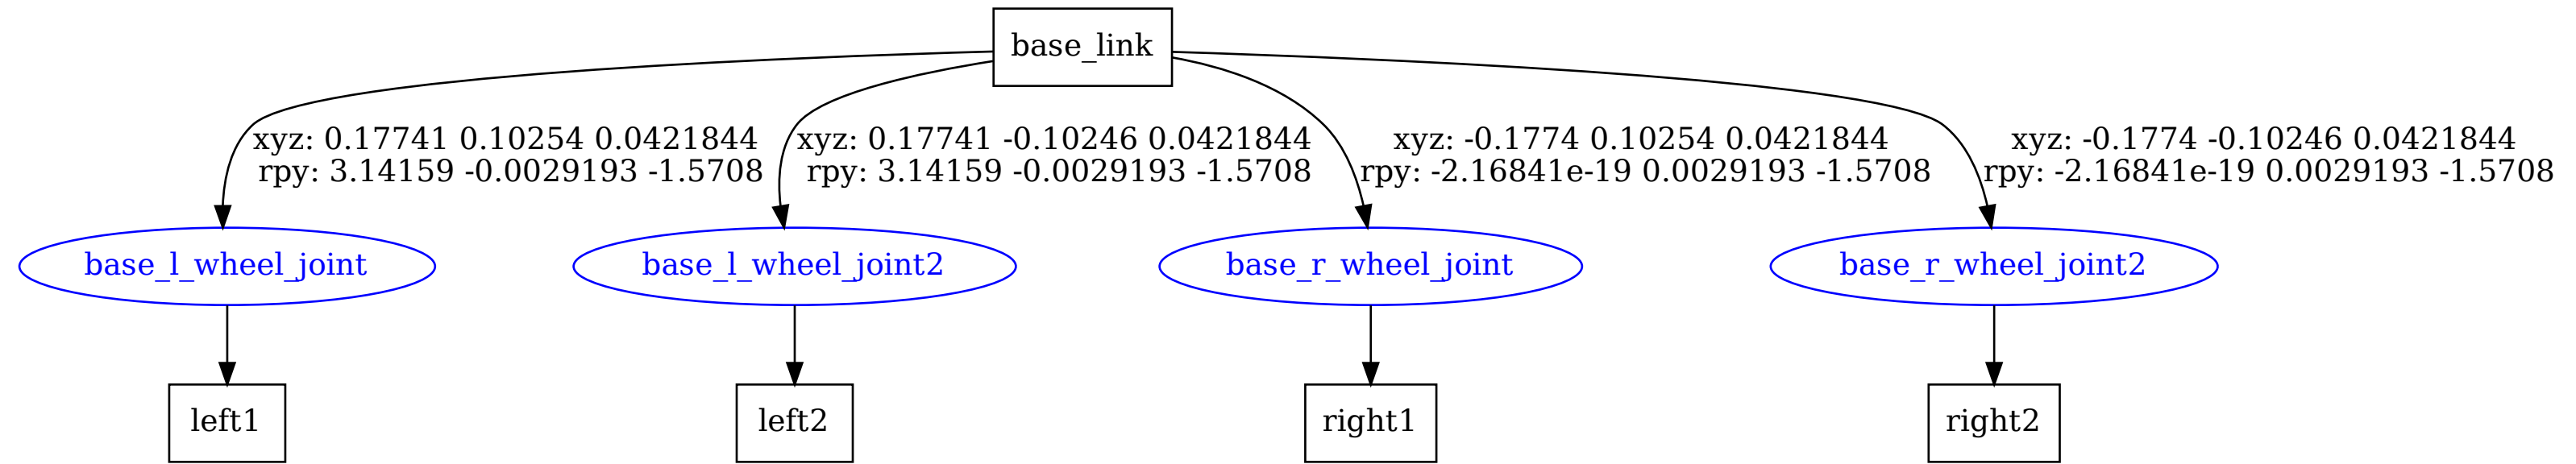 base_link
xyz: 0.17741 0.10254 0.0421844
rpy: 3.14159 -0.0029193 -1.5708
xyz: 0.17741 -0.10246 0.0421844
rpy: 3.14159 -0.0029193 -1.5708
xyz: -0.1774 0.10254 0.0421844
rpy: -2.16841e-19 0.0029193 -1.5708
xyz: -0.1774 -0.10246 0.0421844
rpy: -2.16841e-19 0.0029193 -1.5708
base_l_wheel_joint
base_l_wheel_joint2
base_r_wheel_joint
base_r_wheel_joint2
left1
left2
right1
right2